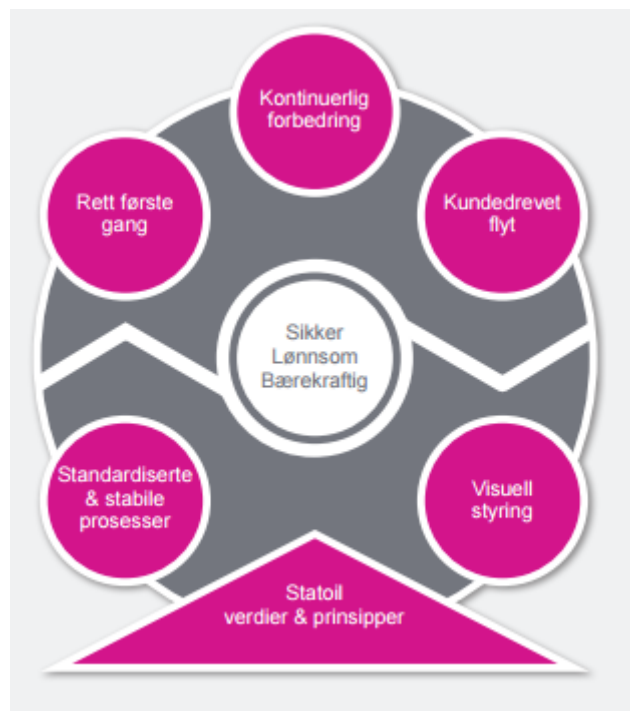 Kontinuerlig
forbedring
Rett første
gang
Kundedrevet
flyt
Sikker
Lønnsom
Bærekraftig
Standardiserte
& stabile
prosesser
Visuell
styring
Statoil
verdier & prinsipper